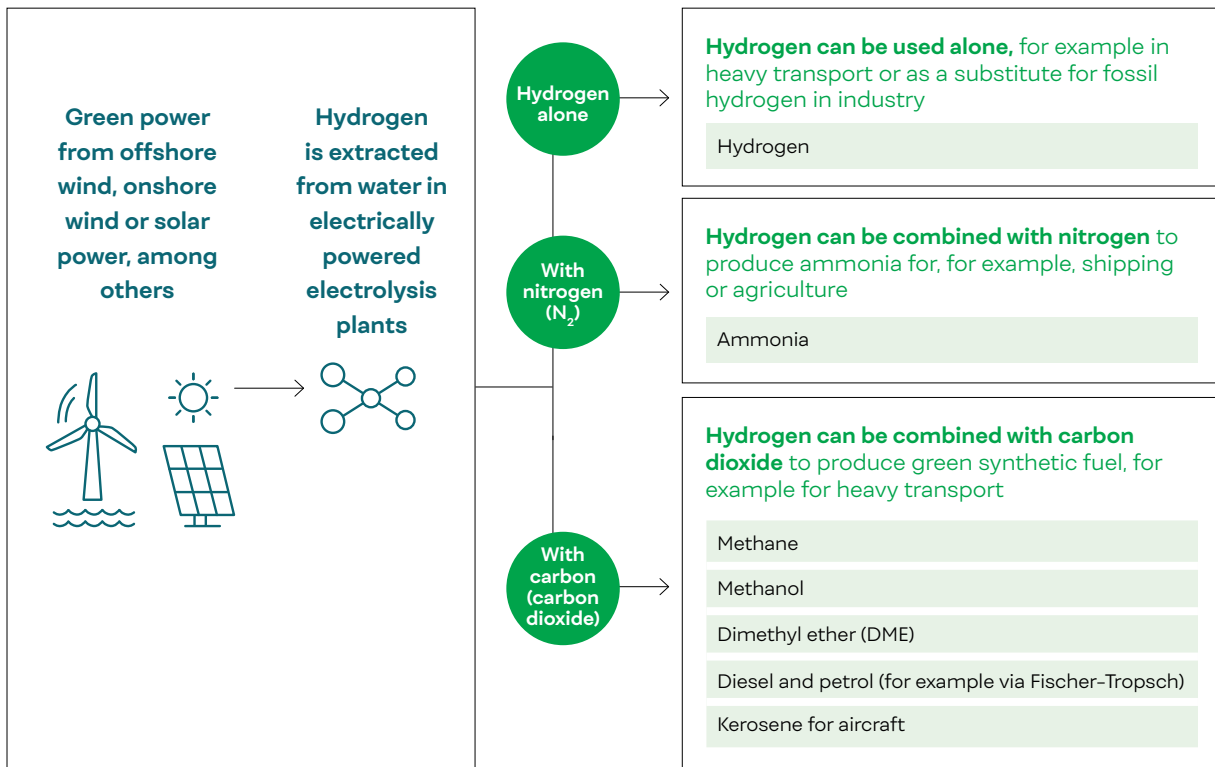 Green power
from offshore
wind, onshore
wind or solar
power, among
others
Hydrogen
is extracted
from water in
electrically
powered
electrolysis
plants
Hydrogen
alone
Hydrogen can be used alone, for example in
heavy transport or as a substitute for fossil
hydrogen in industry
Hydrogen
With
nitrogen
(N₂)
Hydrogen can be combined with nitrogen to
produce ammonia for, for example, shipping
or agriculture
Ammonia
With
carbon
(carbon
dioxide)
Hydrogen can be combined with carbon
dioxide to produce green synthetic fuel, for
example for heavy transport
Methane
Methanol
Dimethyl ether (DME)
Diesel and petrol (for example via Fischer-Tropsch)
Kerosene for aircraft